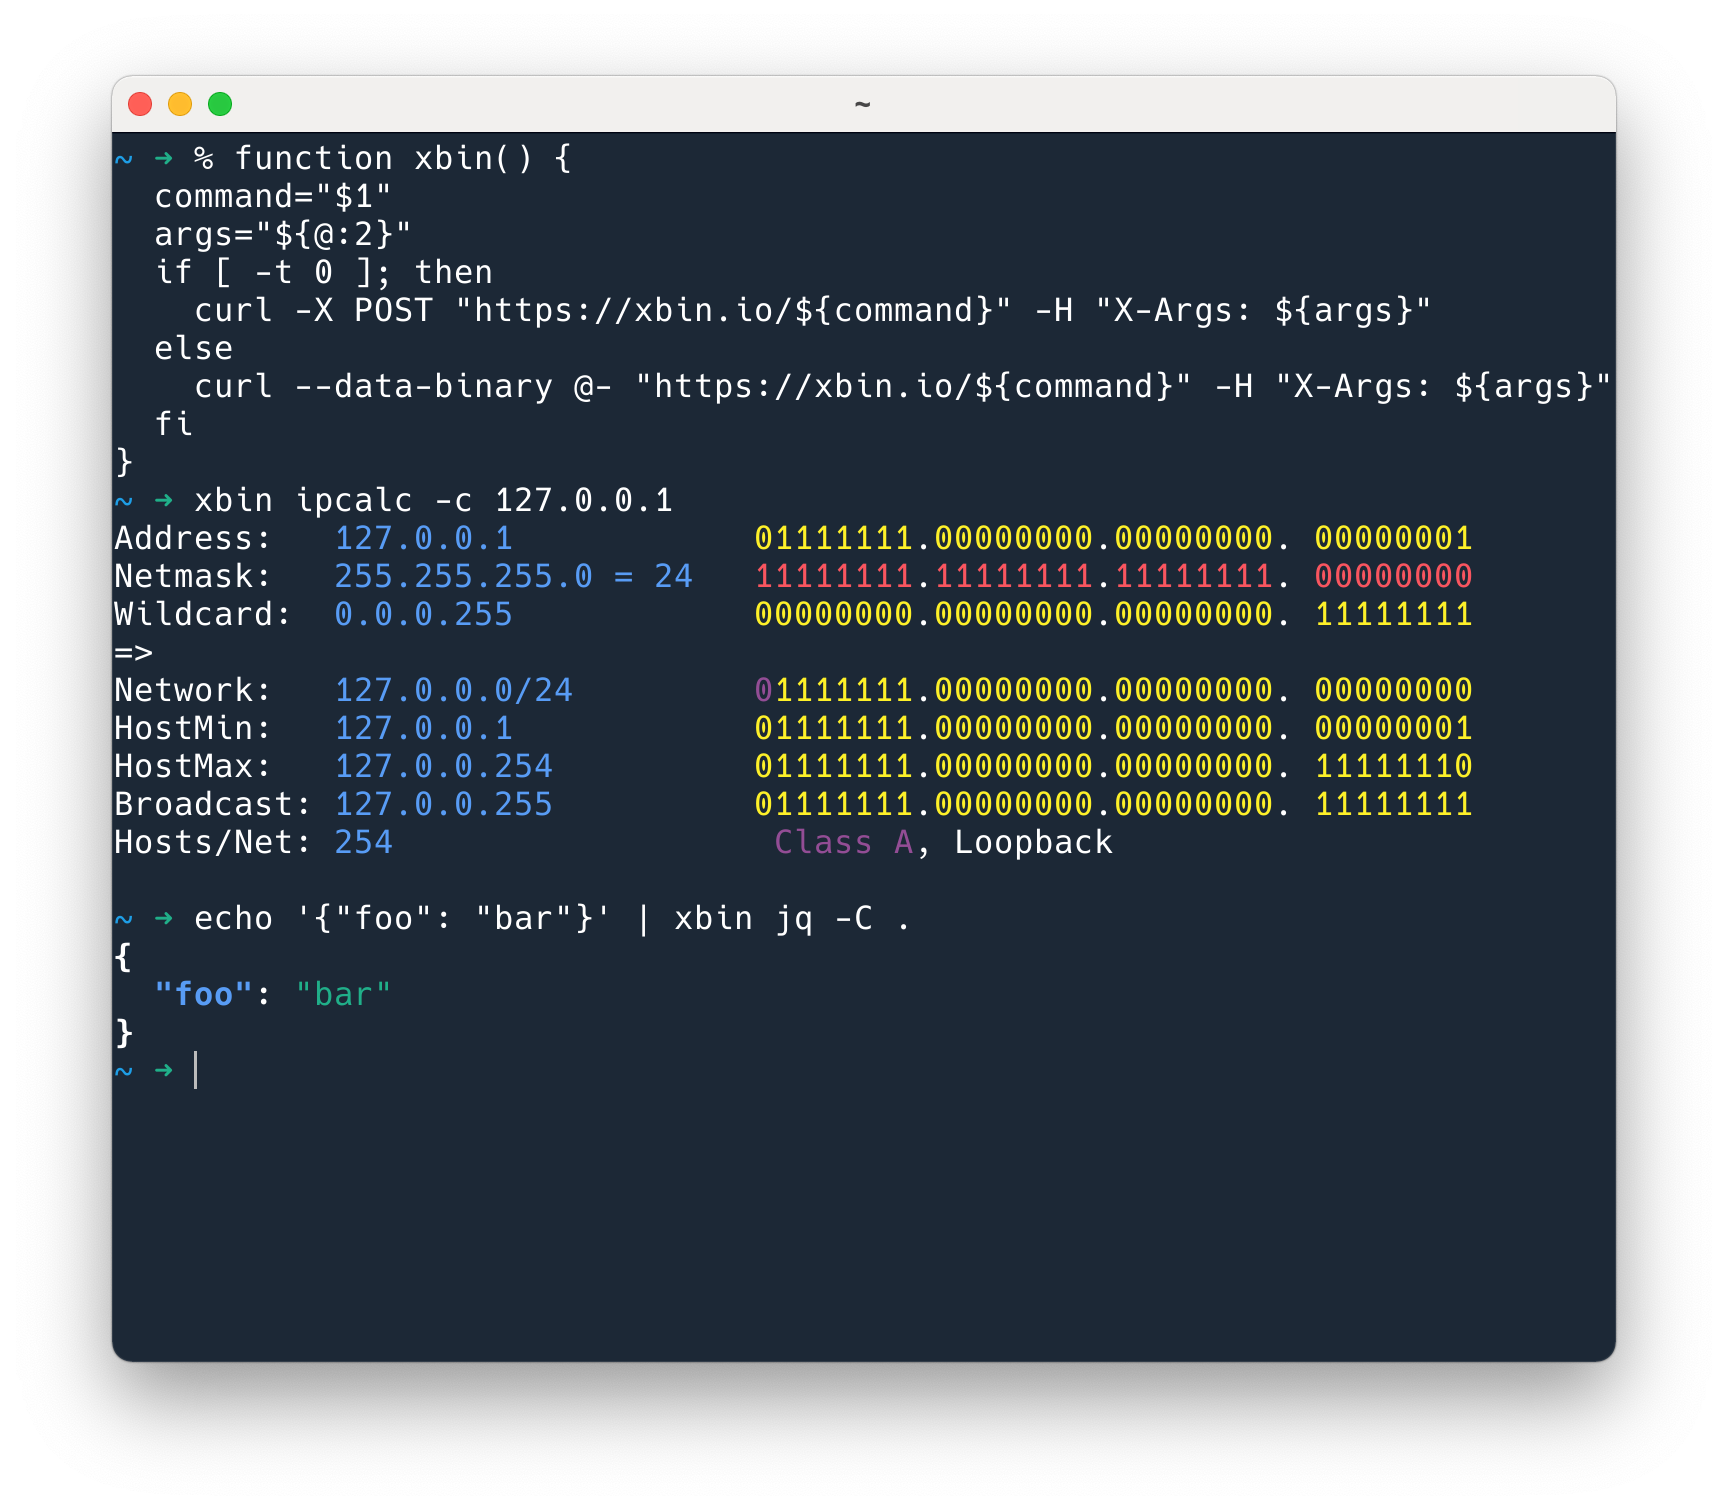 ~
~ ➜ % function xbin() {
  command="$1"
  args="${@:2}"
  if [ -t 0 ]; then
    curl -X POST "https://xbin.io/${command}" -H "X-Args: ${args}"
  else
    curl --data-binary @- "https://xbin.io/${command}" -H "X-Args: ${args}"
  fi
}
~ ➜ xbin ipcalc -c 127.0.0.1
Address:   127.0.0.1            01111111.00000000.00000000. 00000001
Netmask:   255.255.255.0 = 24   11111111.11111111.11111111. 00000000
Wildcard:  0.0.0.255            00000000.00000000.00000000. 11111111
=>
Network:   127.0.0.0/24         01111111.00000000.00000000. 00000000
HostMin:   127.0.0.1            01111111.00000000.00000000. 00000001
HostMax:   127.0.0.254          01111111.00000000.00000000. 11111110
Broadcast: 127.0.0.255          01111111.00000000.00000000. 11111111
Hosts/Net: 254                   Class A, Loopback

~ ➜ echo '{"foo": "bar"}' | xbin jq -C .
{
  "foo": "bar"
}
~ ➜